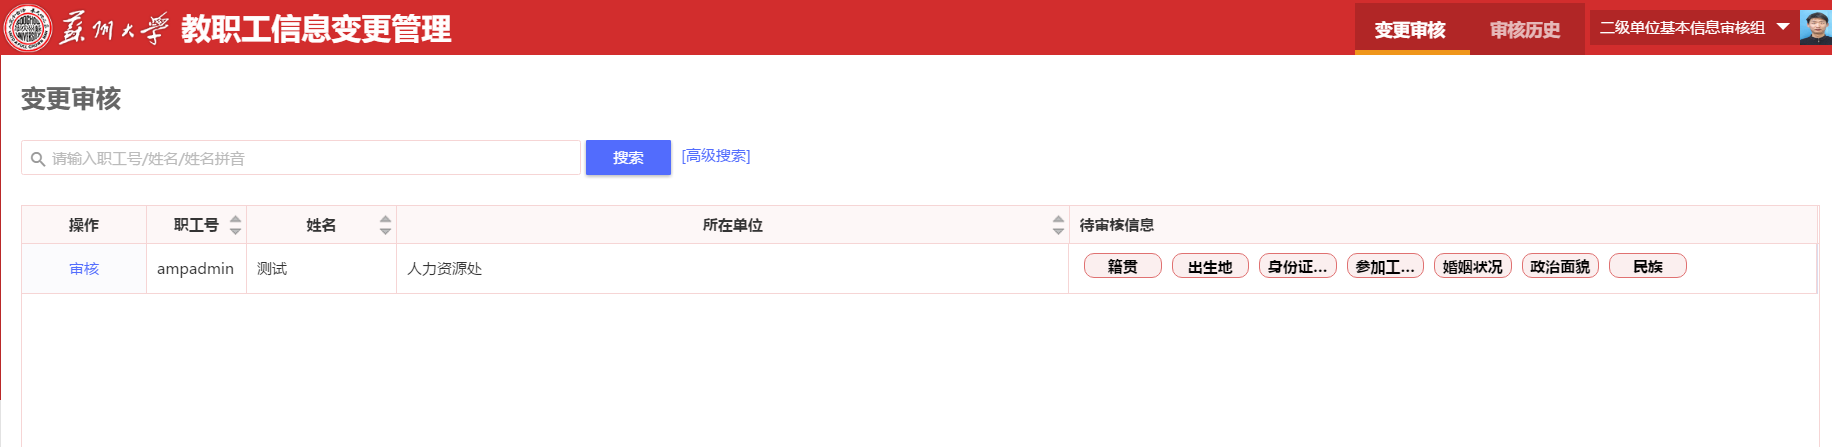 蘇州大學 教职工信息变更管理 变更审核 审核历史 二级单位基本信息审核组
变更审核
请输入职工号/姓名/姓名拼音 搜索 [高级搜索]
操作 职工号 姓名 所在单位 待审核信息
审核 ampadmin 测试 人力资源处 籍贯 出生地 身份证... 参加工... 婚姻状况 政治面貌 民族